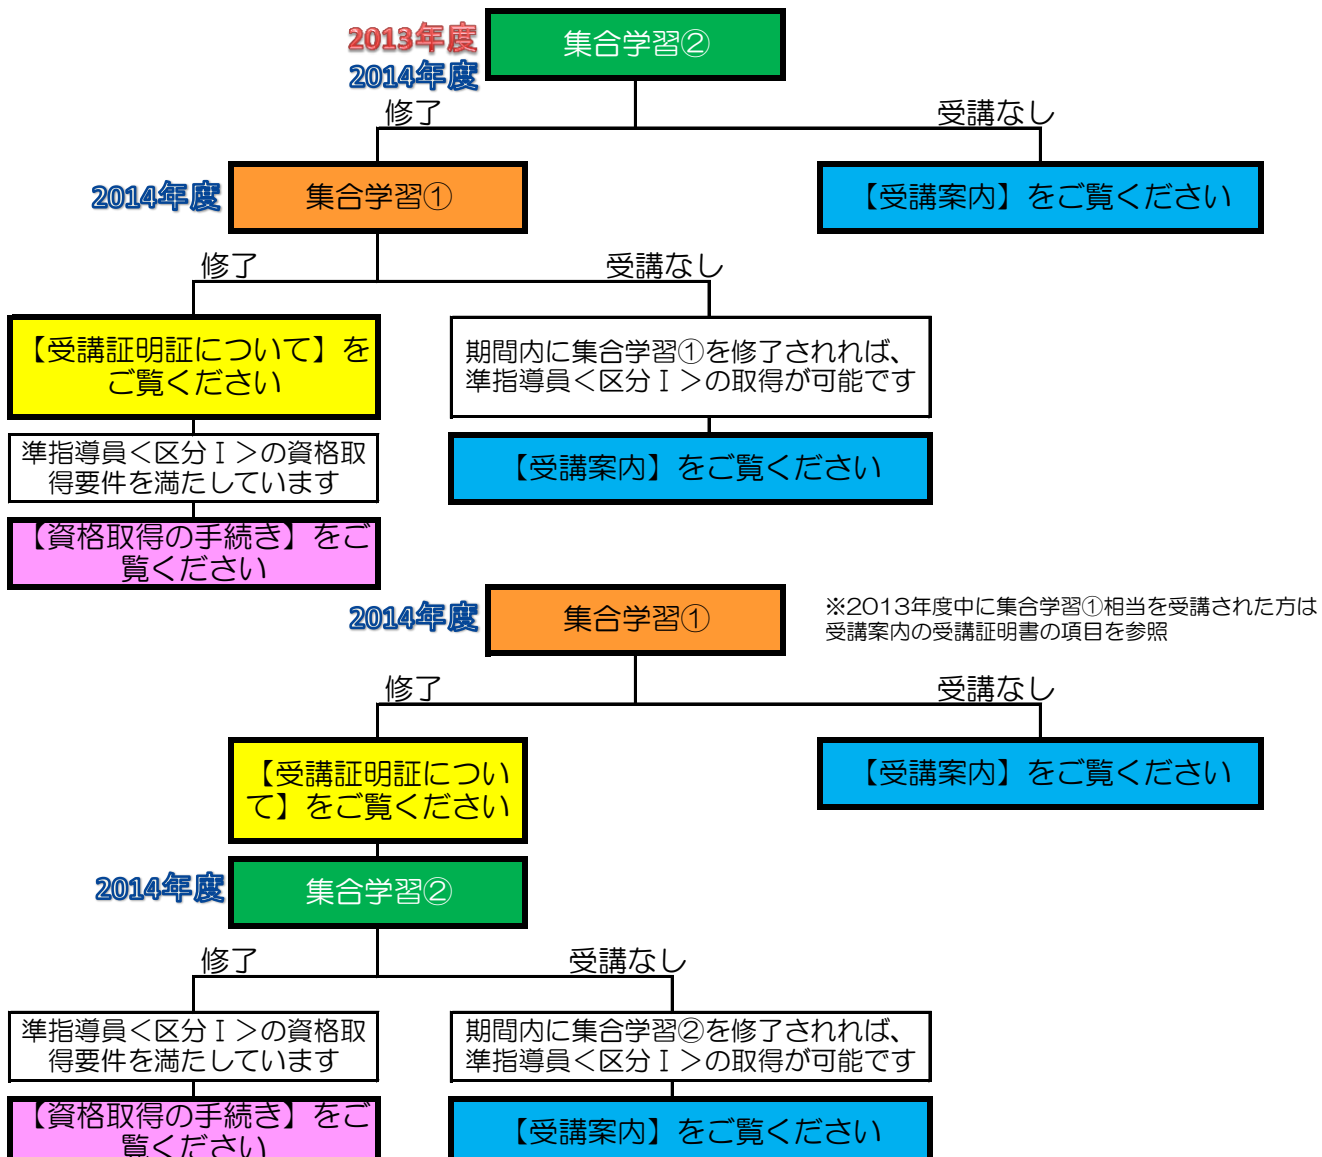 2013年度
2014年度
集合学習②
修了
受講なし
2014年度
集合学習①
【受講案内】をご覧ください
修了
受講なし
【受講証明証について】を
ご覧ください
期間内に集合学習①を修了されれば、
準指導員＜区分Ⅰ＞の取得が可能です
準指導員＜区分Ⅰ＞の資格取
得要件を満たしています
【受講案内】をご覧ください
【資格取得の手続き】をご
覧ください
2014年度
集合学習①
※2013年度中に集合学習①相当を受講された方は
受講案内の受講証明書の項目を参照
修了
受講なし
【受講証明証につい
て】をご覧ください
【受講案内】をご覧ください
2014年度
集合学習②
修了
受講なし
準指導員＜区分Ⅰ＞の資格取
得要件を満たしています
期間内に集合学習②を修了されれば、
準指導員＜区分Ⅰ＞の取得が可能です
【資格取得の手続き】をご
覧ください
【受講案内】をご覧ください